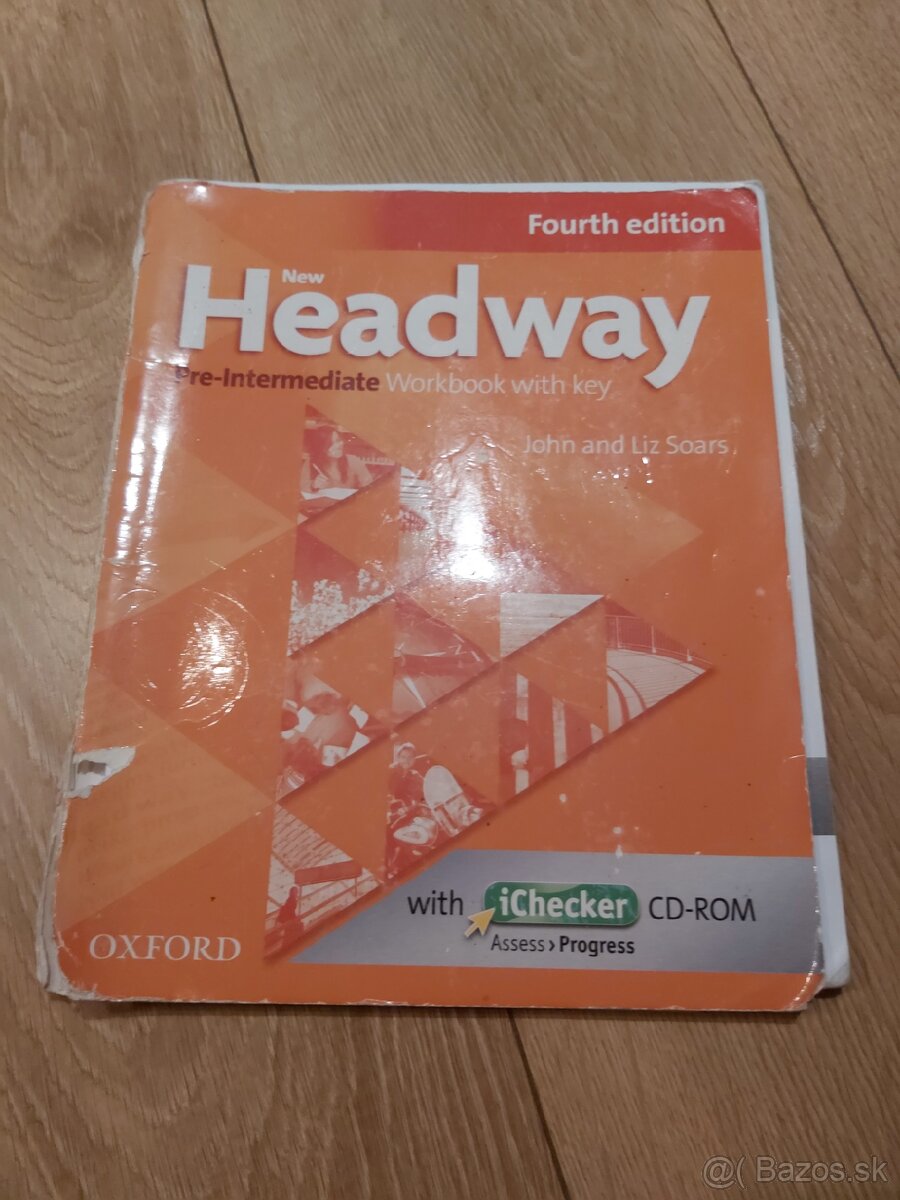 Fourth edition
New
Headway
Pre-Intermediate Workbook with key
John and Liz Soars
with iChecker CD-ROM
Assess › Progress
OXFORD
@( Bazos.sk